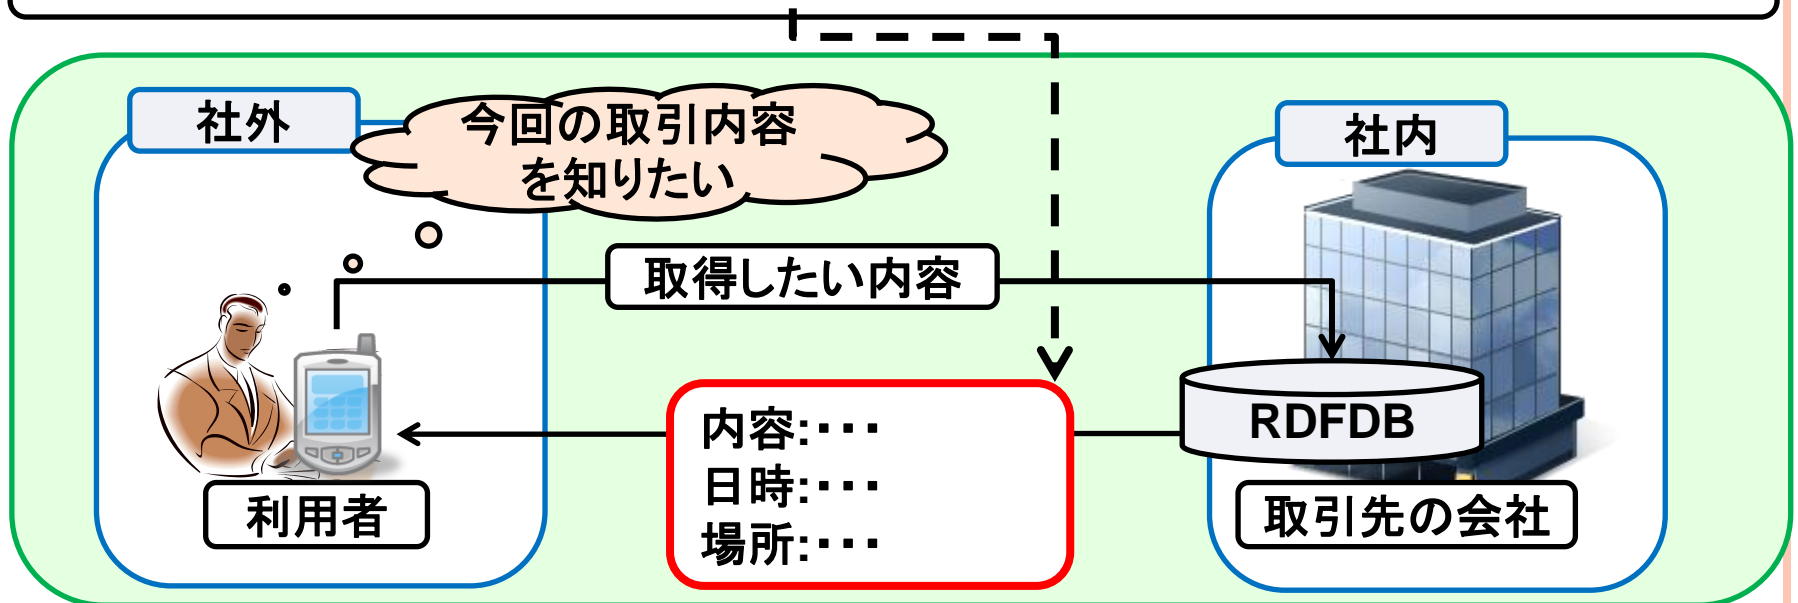 社外
今回の取引内容
を知りたい
社内
取得したい内容
RDFDB
内容:・・・
日時:・・・
場所:・・・
利用者
取引先の会社